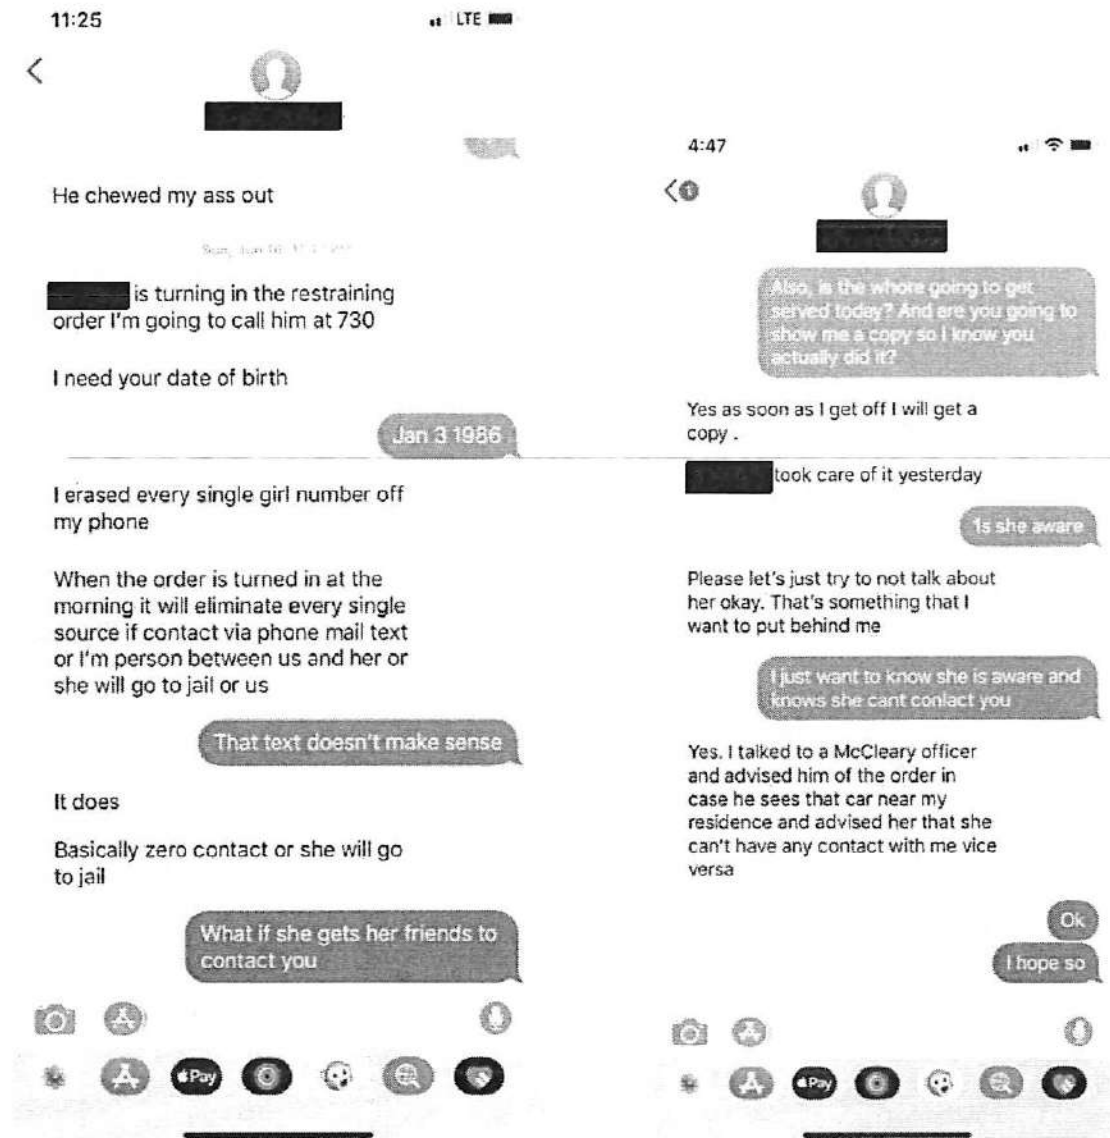 11:25
LTE
He chewed my ass out
is turning in the restraining
order I'm going to call him at 730
I need your date of birth
Jan 3 1986
I erased every single girl number off
my phone
When the order is turned in at the
morning it will eliminate every single
source if contact via phone mail text
or I'm person between us and her or
she will go to jail or us
That text doesn't make sense
It does
Basically zero contact or she will go
to jail
What if she gets her friends to
contact you
Pay
4:47
1
Also, is the whore going to get
served today? And are you going to
show me a copy so I know you
actually did it?
Yes as soon as I get off I will get a
copy .
took care of it yesterday
Is she aware
Please let's just try to not talk about
her okay. That's something that I
want to put behind me
I just want to know she is aware and
knows she cant contact you
Yes. I talked to a McCleary officer
and advised him of the order in
case he sees that car near my
residence and advised her that she
can't have any contact with me vice
versa
Ok
I hope so
Pay